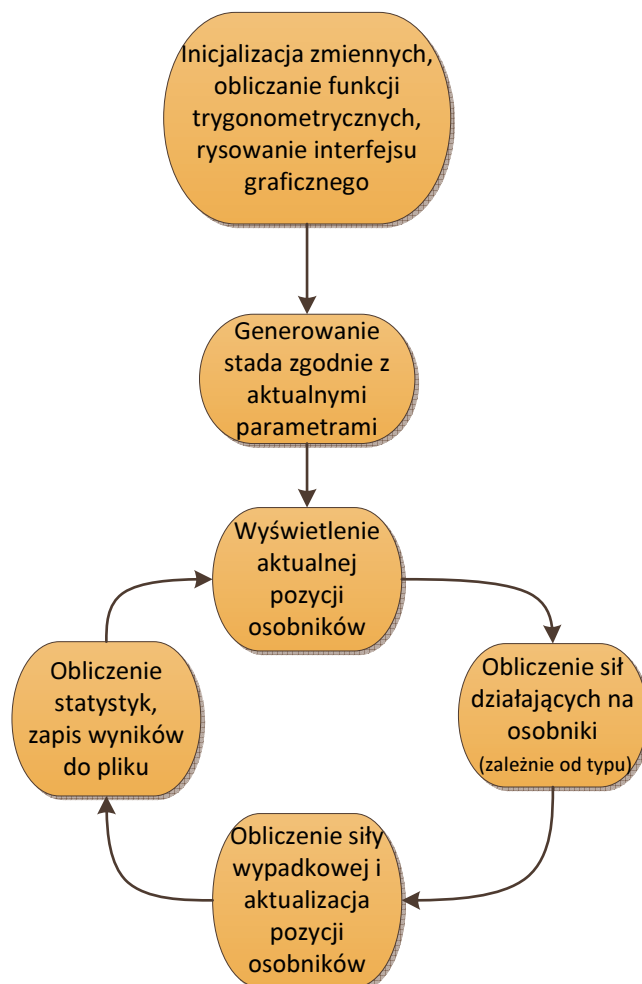 Inicjalizacja zmiennych,
obliczanie funkcji
trygonometrycznych,
rysowanie interfejsu
graficznego
Generowanie
stada zgodnie z
aktualnymi
parametrami
Wyświetlenie
aktualnej
pozycji
osobników
Obliczenie sił
działających na
osobniki
(zależnie od typu)
Obliczenie siły
wypadkowej i
aktualizacja
pozycji
osobników
Obliczenie
statystyk,
zapis wyników
do pliku